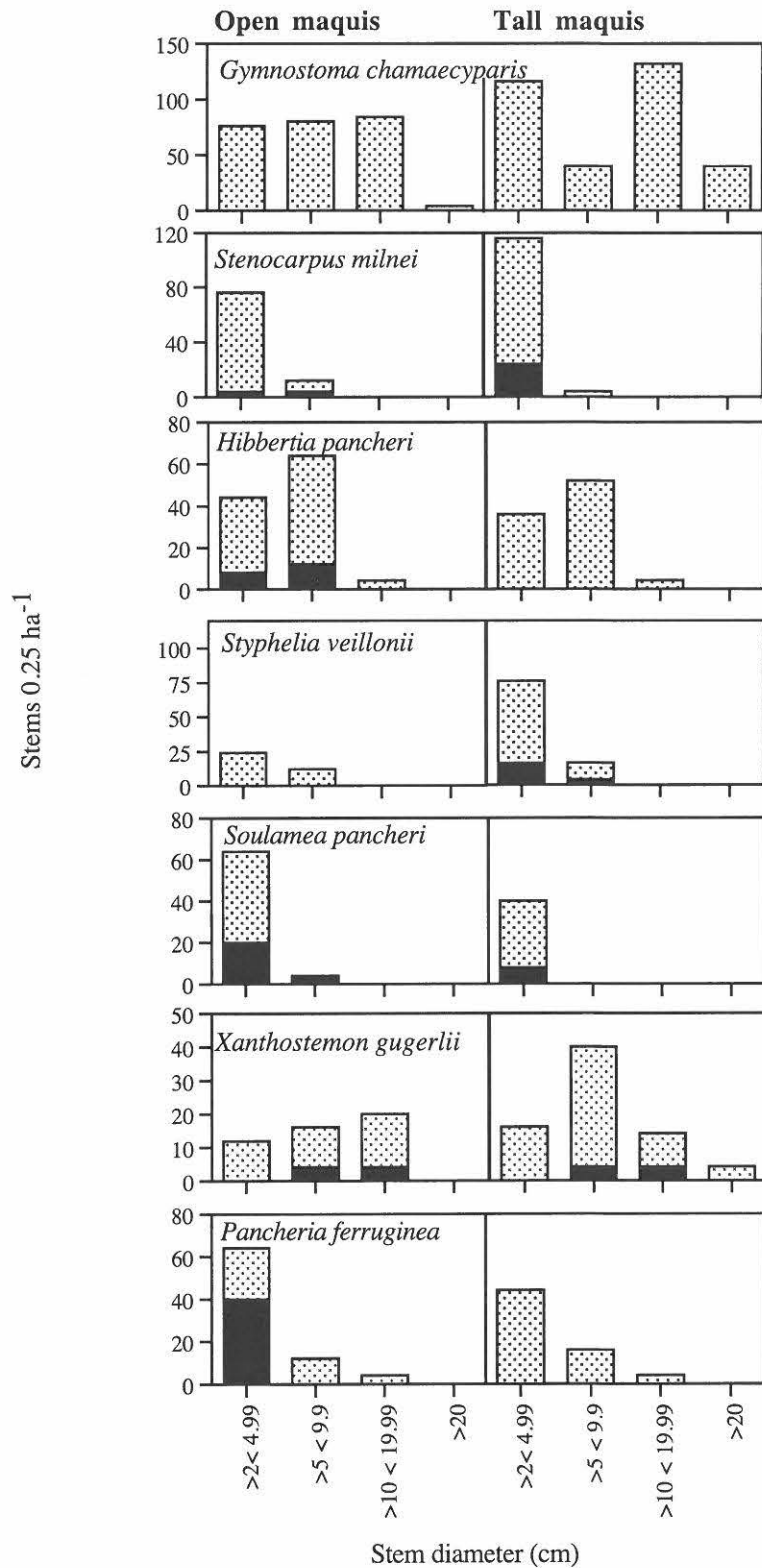 Open maquis Tall maquis
Gymnostoma chamaecyparis
150
100
50
0
Stenocarpus milnei
120
80
40
0
Hibbertia pancheri
80
60
40
20
0
Styphelia veillonii
100
75
50
25
0
Soulamea pancheri
80
60
40
20
0
Xanthostemon gugerlii
50
40
30
20
10
0
Pancheria ferruginea
80
60
40
20
0
Stems 0.25 ha⁻¹
>2< 4.99
>5 < 9.9
>10 < 19.99
>20
>2< 4.99
>5 < 9.9
>10 < 19.99
>20
Stem diameter (cm)